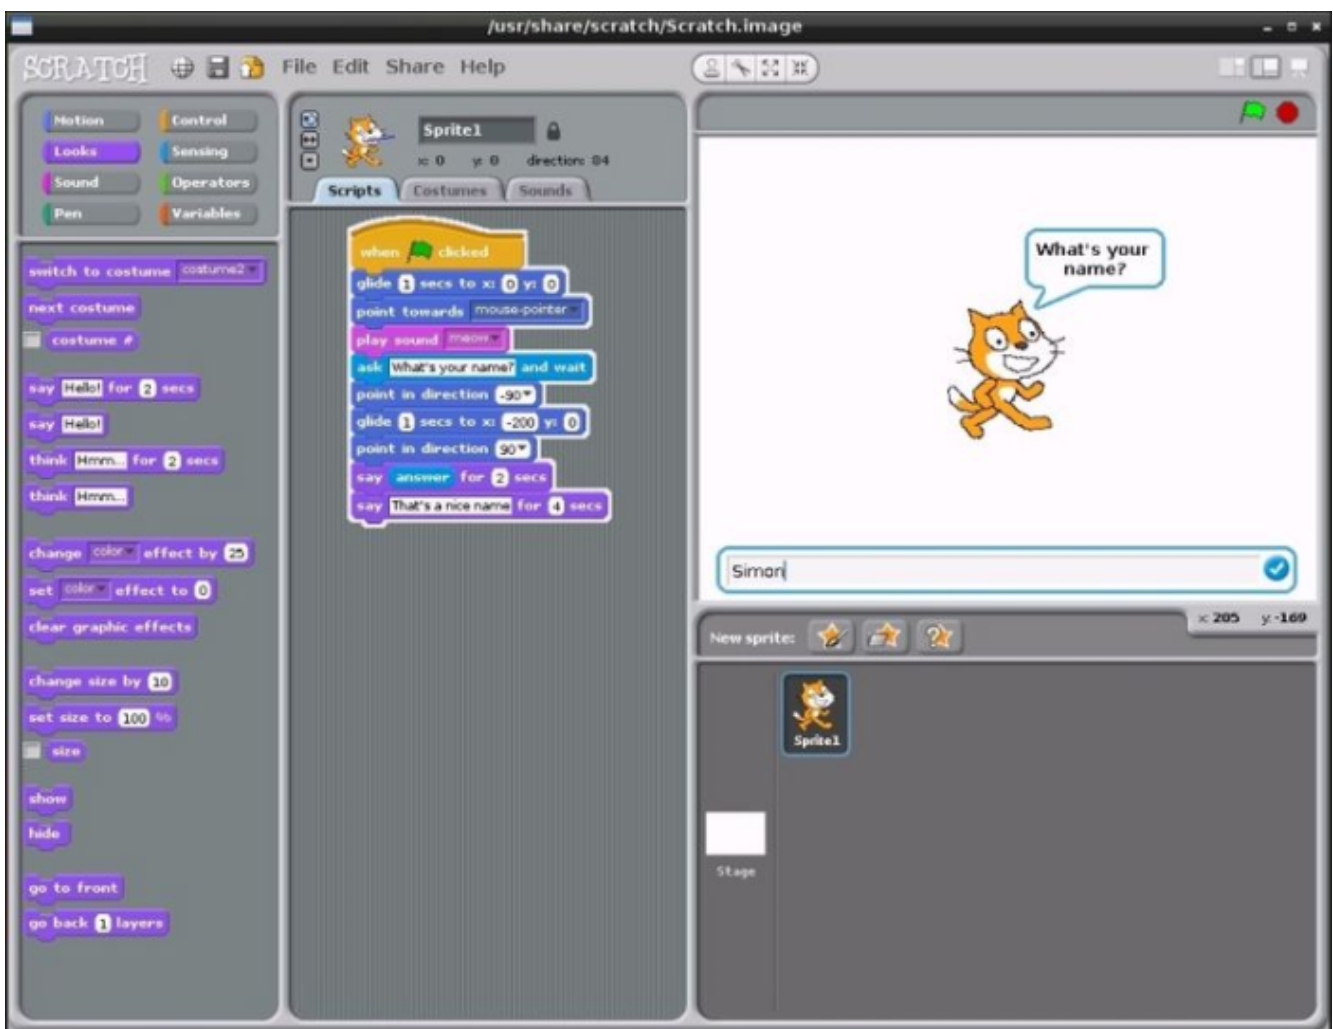 /usr/share/scratch/Scratch.image
SCRATCH File Edit Share Help
Motion Control
Looks Sensing
Sound Operators
Pen Variables
switch to costume costume2
next costume
costume #
say Hello! for 2 secs
say Hello!
think Hmm... for 2 secs
think Hmm...
change color effect by 25
set color effect to 0
clear graphic effects
change size by 10
set size to 100 %
size
show
hide
go to front
go back 1 layers
Sprite1
x: 0 y: 0 direction: 84
Scripts Costumes Sounds
when clicked
glide 1 secs to x: 0 y: 0
point towards mouse-pointer
play sound meow
ask What's your name? and wait
point in direction -90
glide 1 secs to x: -200 y: 0
point in direction 90
say answer for 2 secs
say That's a nice name for 4 secs
What's your
name?
Simon
x: 205 y: -169
New sprite:
Sprite1
Stage